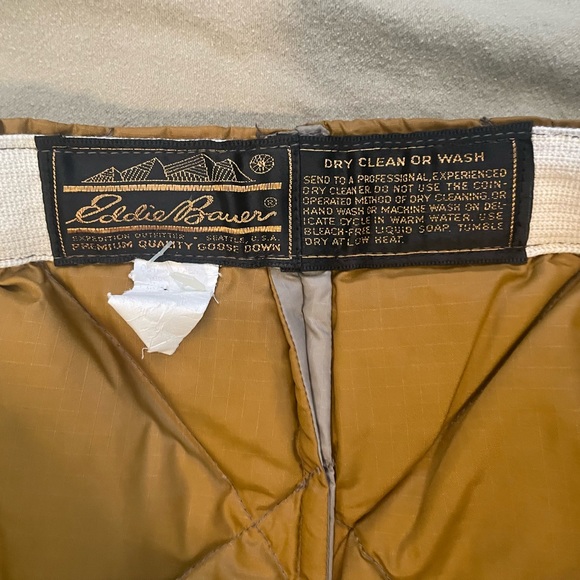 Eddie Bauer
EXPEDITION OUTFITTER · SEATTLE, U.S.A.
PREMIUM QUALITY GOOSE DOWN
DRY CLEAN OR WASH
SEND TO A PROFESSIONAL, EXPERIENCED
DRY CLEANER. DO NOT USE THE COIN-
OPERATED METHOD OF DRY CLEANING. OR
HAND WASH OR MACHINE WASH ON DEL-
ICATE CYCLE IN WARM WATER. USE
BLEACH-FREE LIQUID SOAP. TUMBLE
DRY AT LOW HEAT.